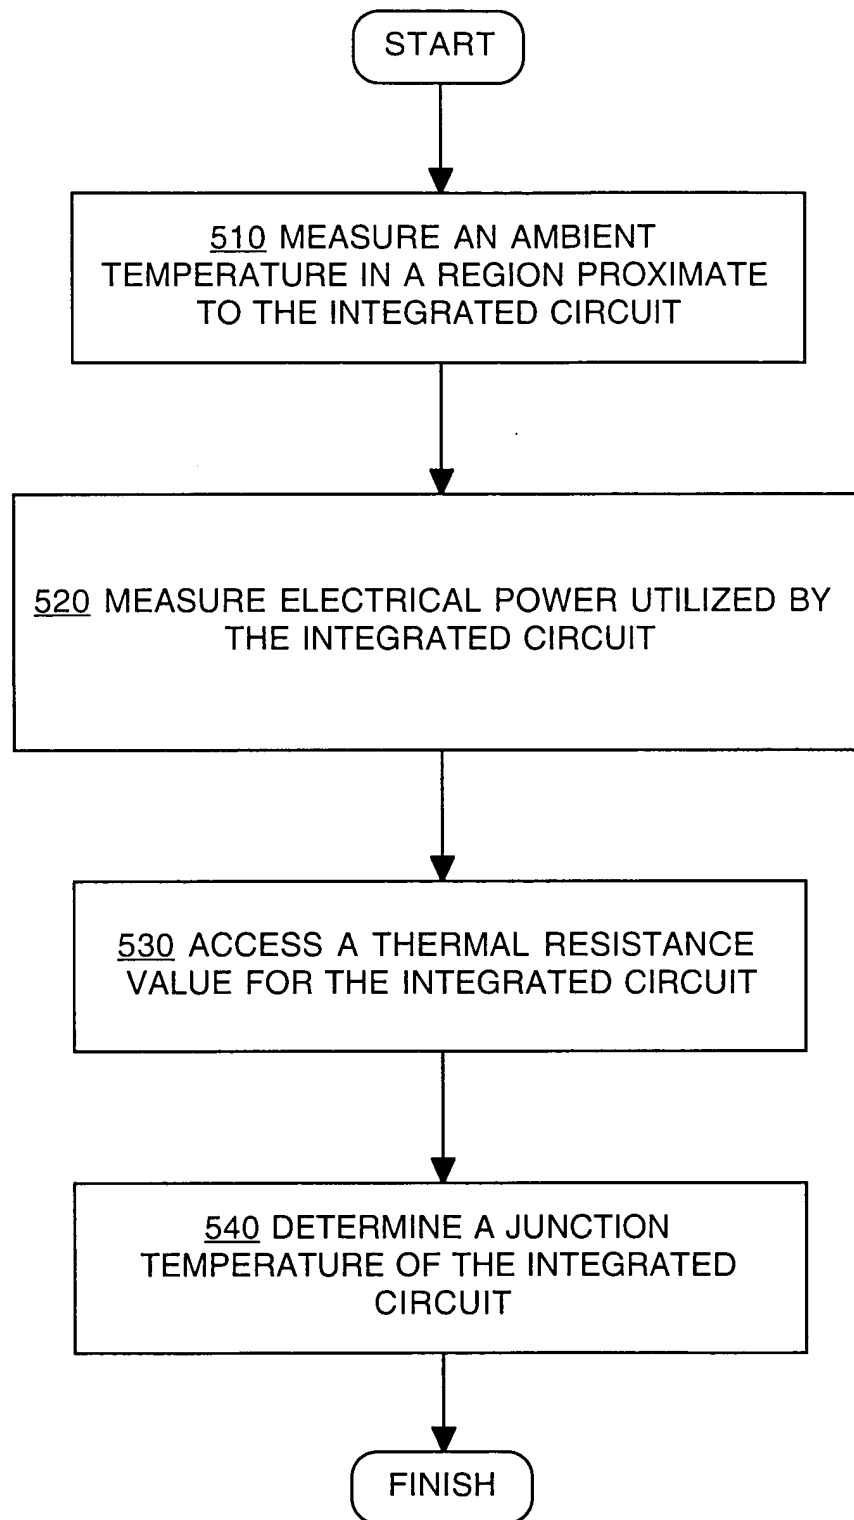 START
510 MEASURE AN AMBIENT
TEMPERATURE IN A REGION PROXIMATE
TO THE INTEGRATED CIRCUIT
520 MEASURE ELECTRICAL POWER UTILIZED BY
THE INTEGRATED CIRCUIT
530 ACCESS A THERMAL RESISTANCE
VALUE FOR THE INTEGRATED CIRCUIT
540 DETERMINE A JUNCTION
TEMPERATURE OF THE INTEGRATED
CIRCUIT
FINISH